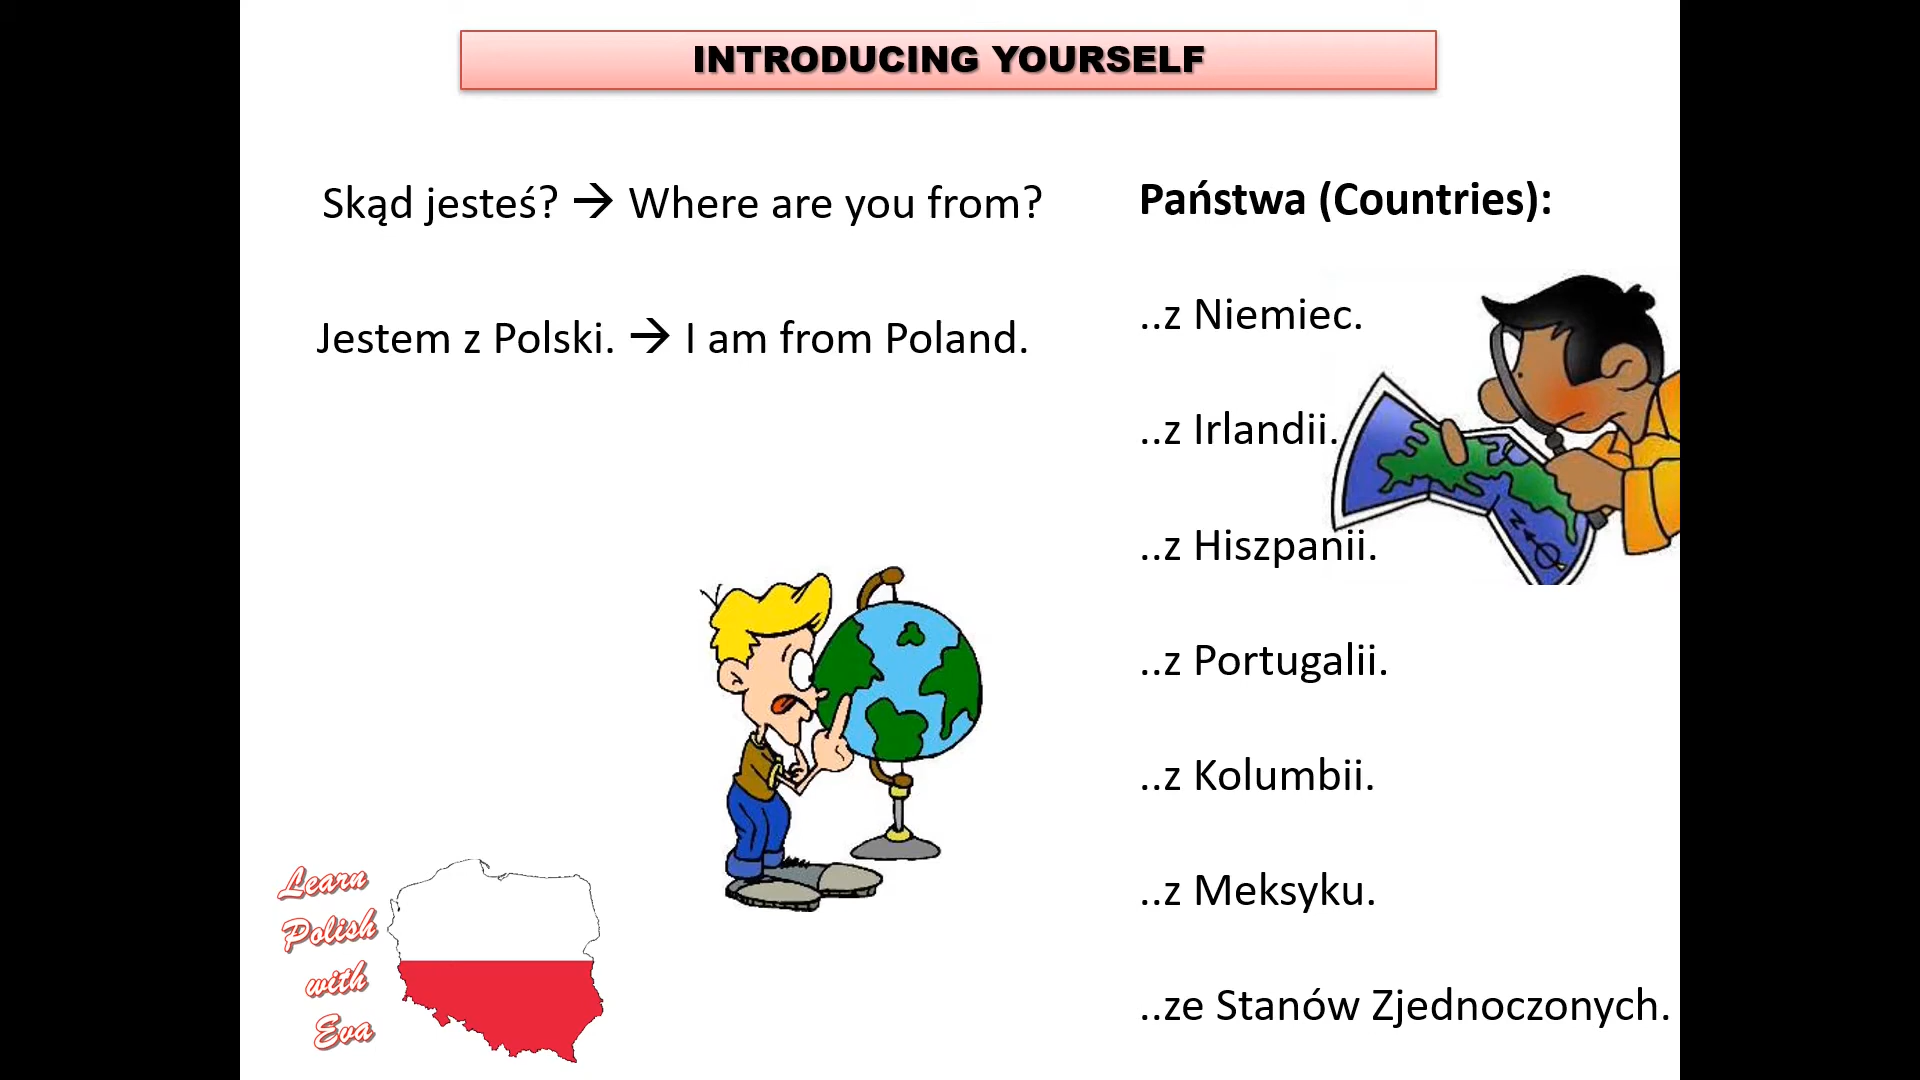 INTRODUCING YOURSELF
Skąd jesteś? → Where are you from?
Jestem z Polski. → I am from Poland.
Państwa (Countries):
..z Niemiec.
..z Irlandii.
..z Hiszpanii.
..z Portugalii.
..z Kolumbii.
..z Meksyku.
..ze Stanów Zjednoczonych.
Learn
Polish
with
Eva
N